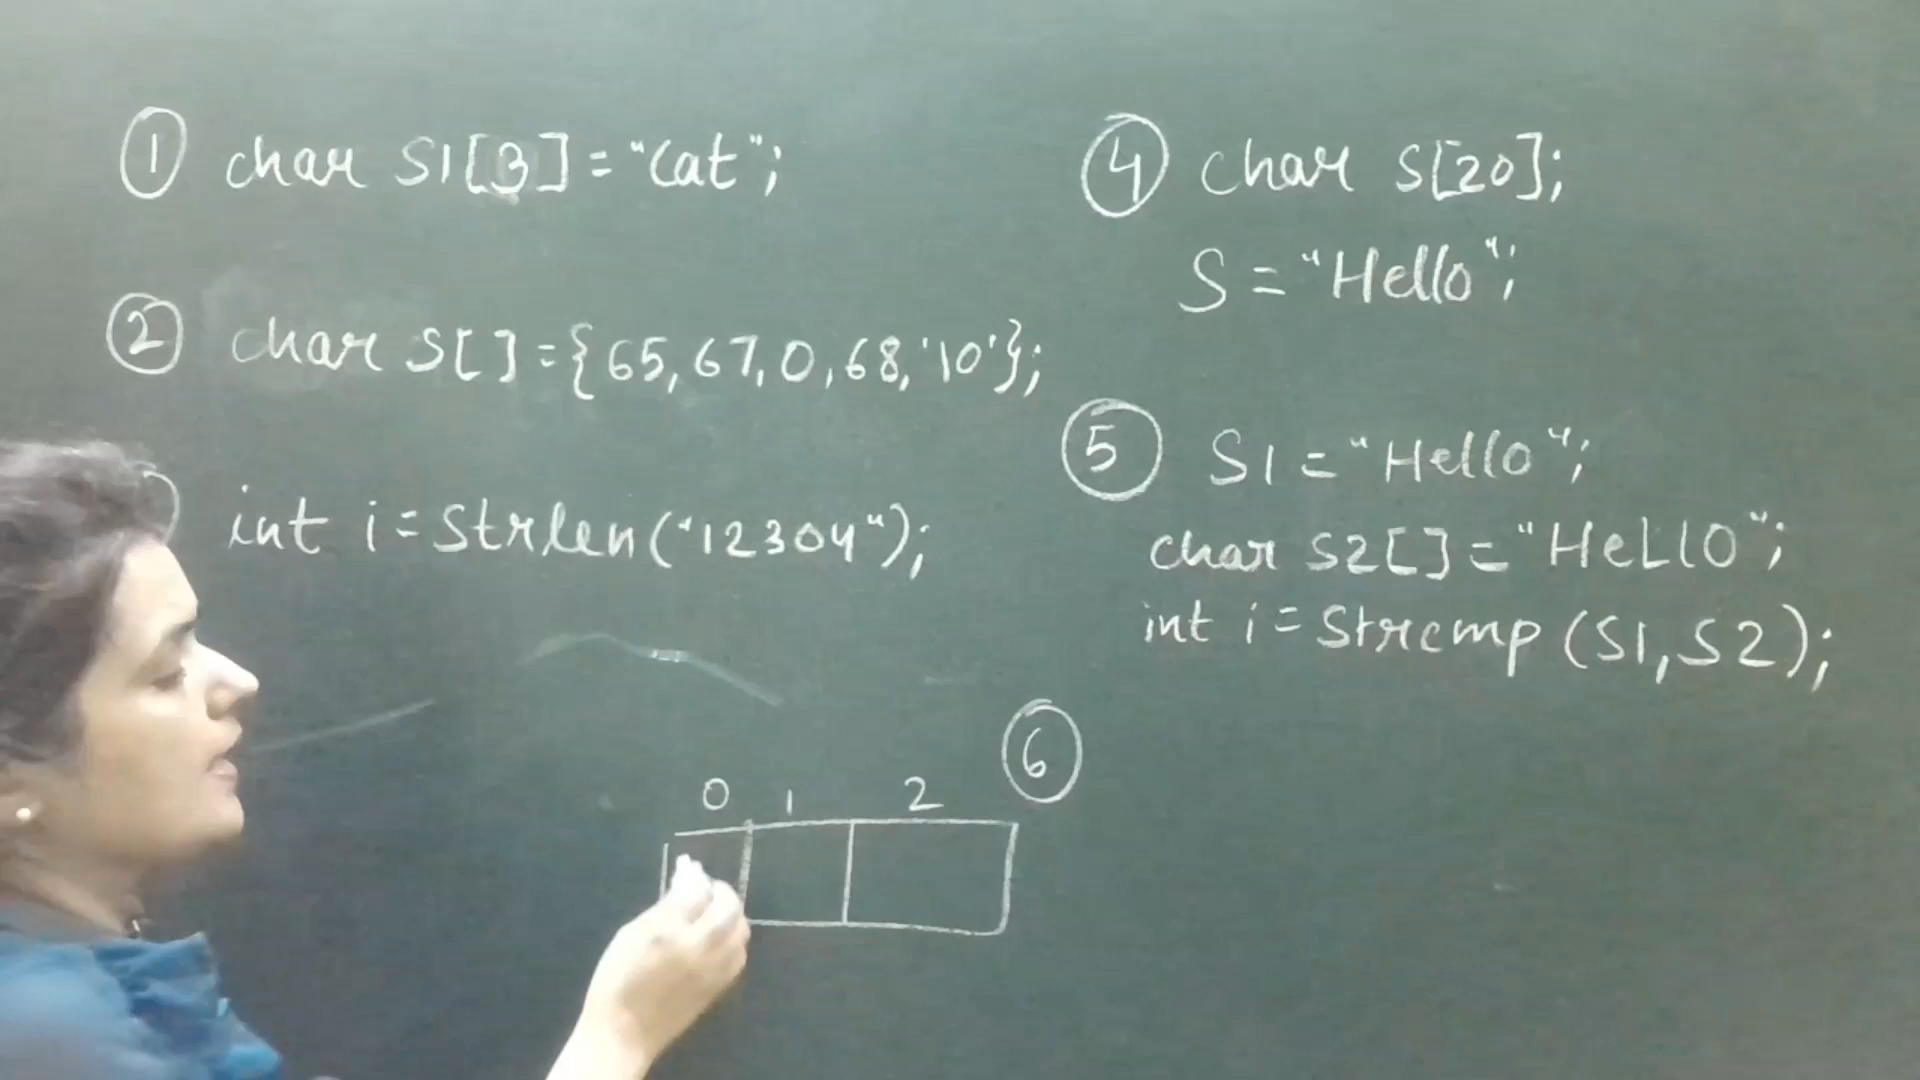 ① char S1[3] = "Cat";
② char S[] = {65, 67, 0, 68, '10'};
int i = Strlen("12304");
④ char S[20];
S = "Hello";
⑤ S1 = "Hello";
char S2[] = "HeLlO";
int i = Strcmp (S1, S2);
⑥
0 1 2